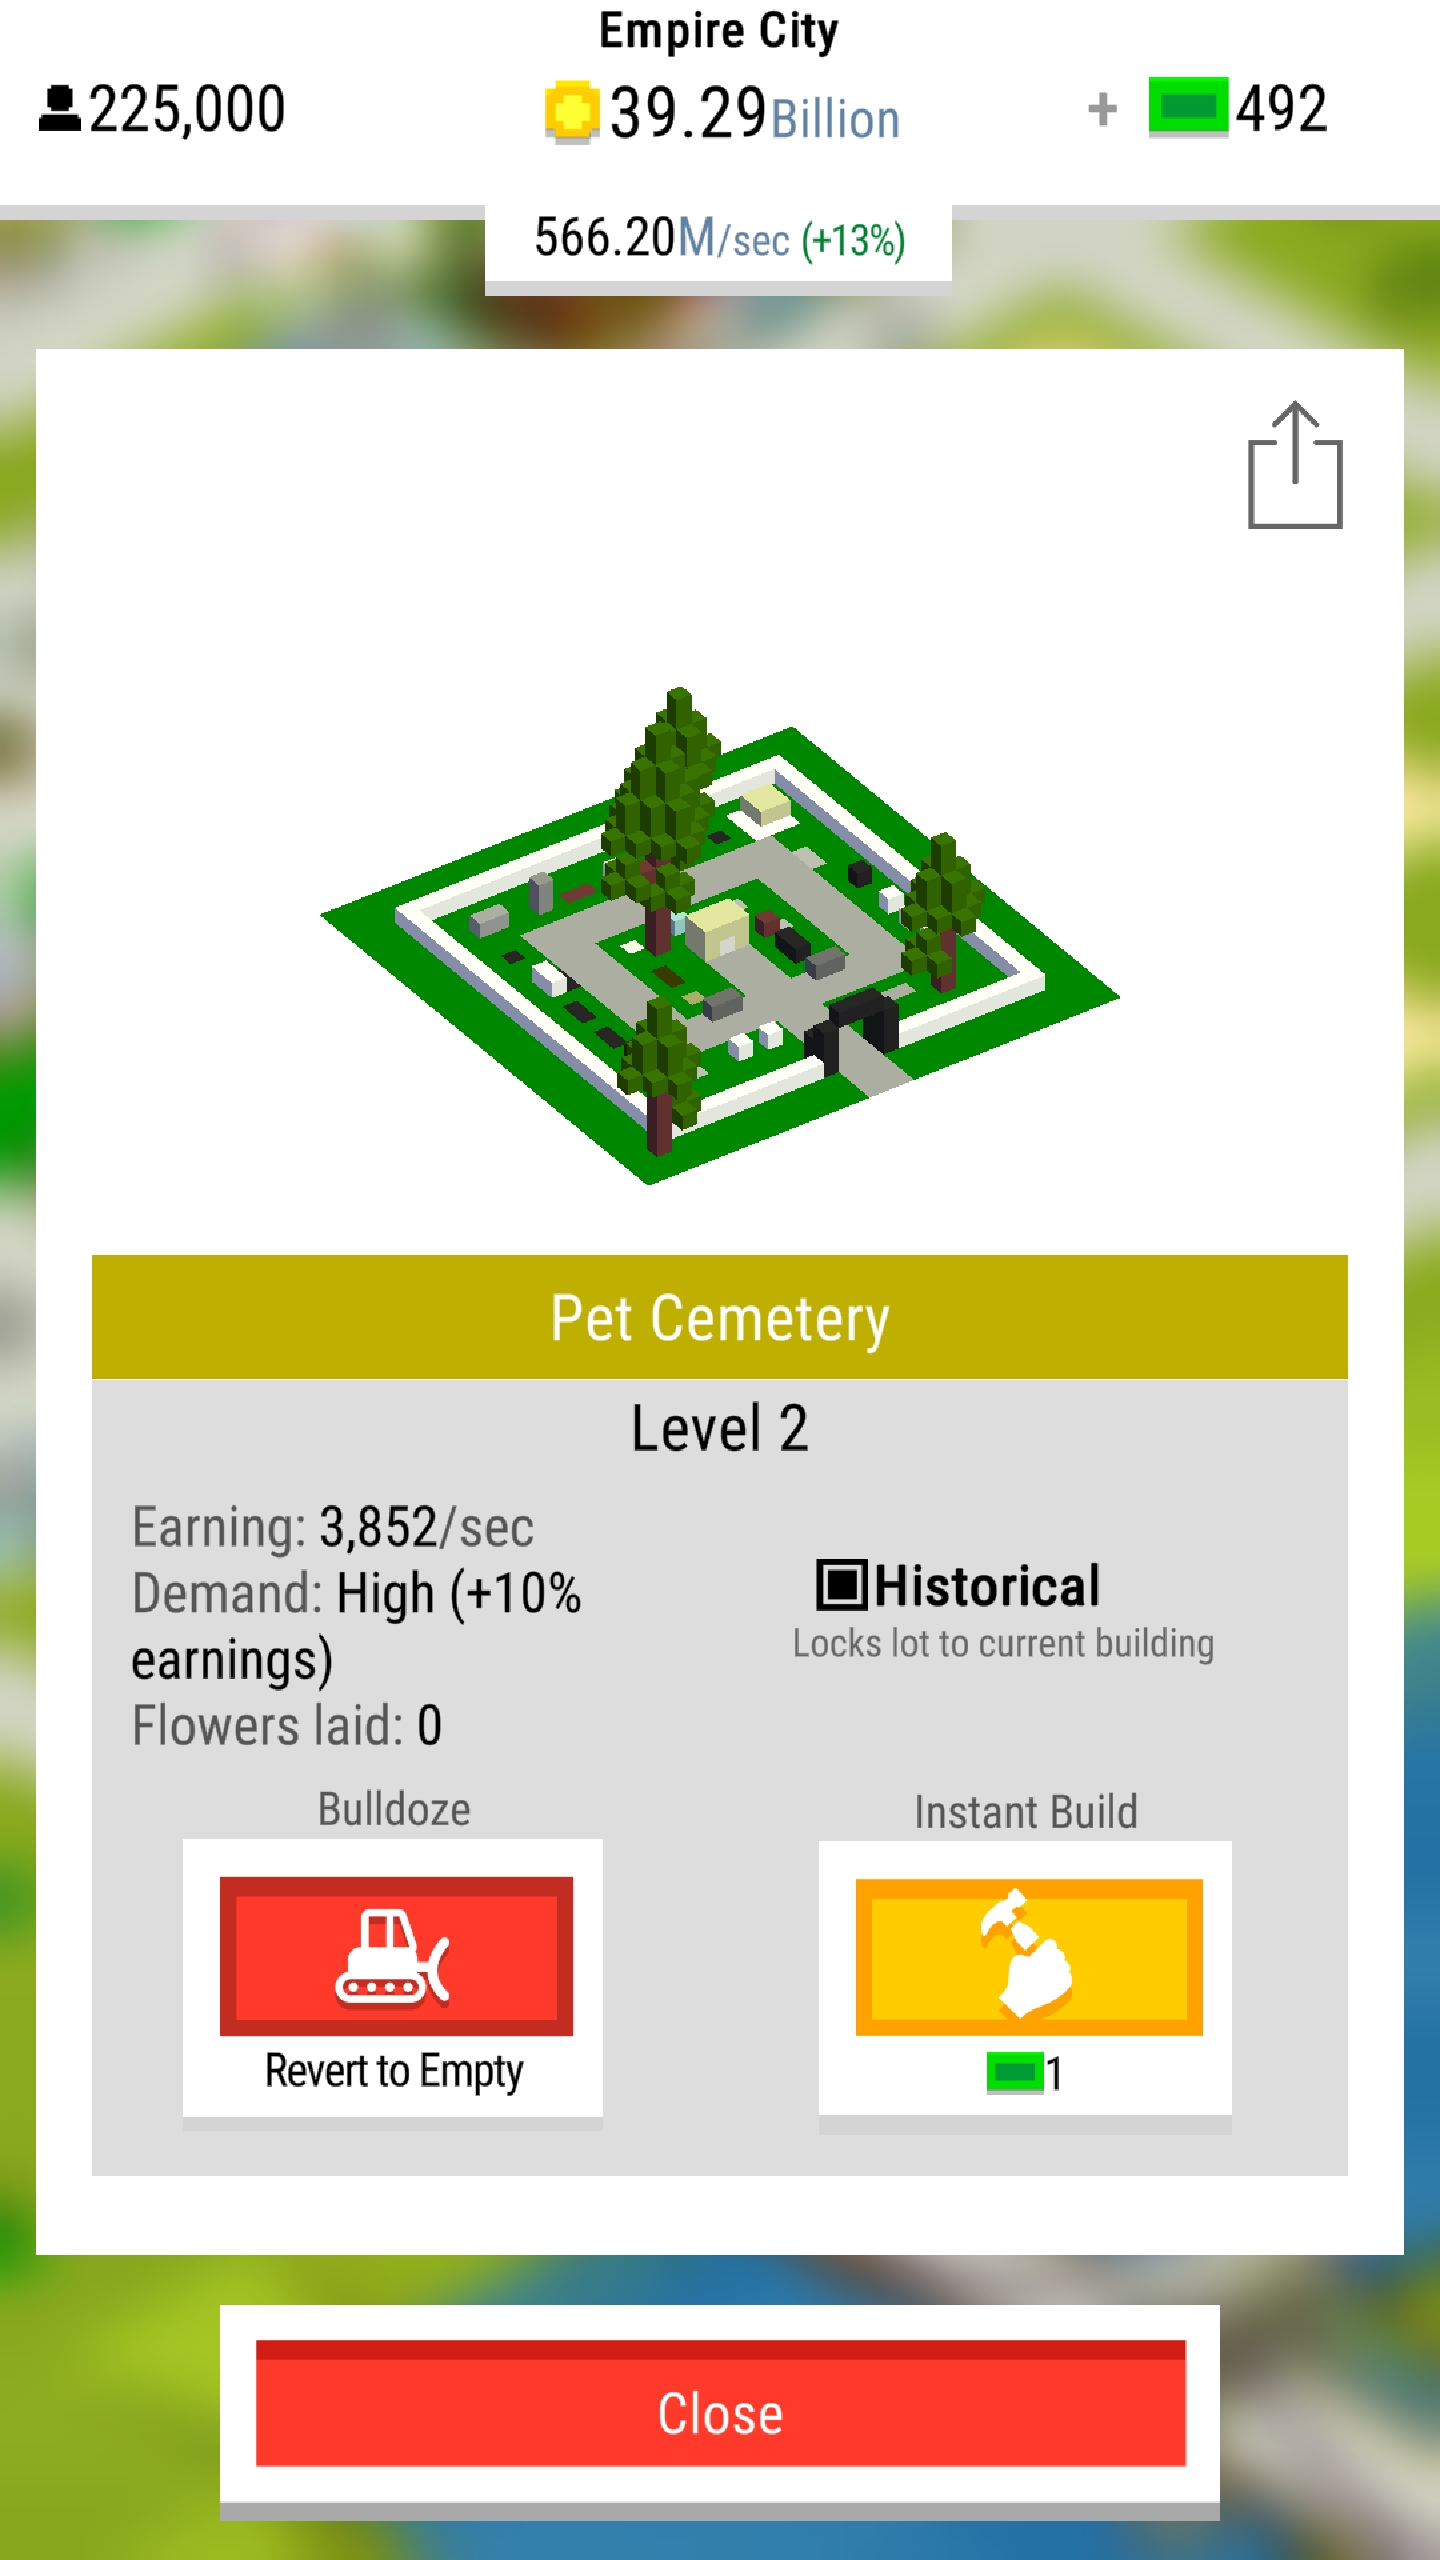 Empire City
225,000
39.29Billion
+ 492
566.20M/sec (+13%)
Pet Cemetery
Level 2
Earning: 3,852/sec
Demand: High (+10%
earnings)
Flowers laid: 0
Historical
Locks lot to current building
Bulldoze
Revert to Empty
Instant Build
1
Close